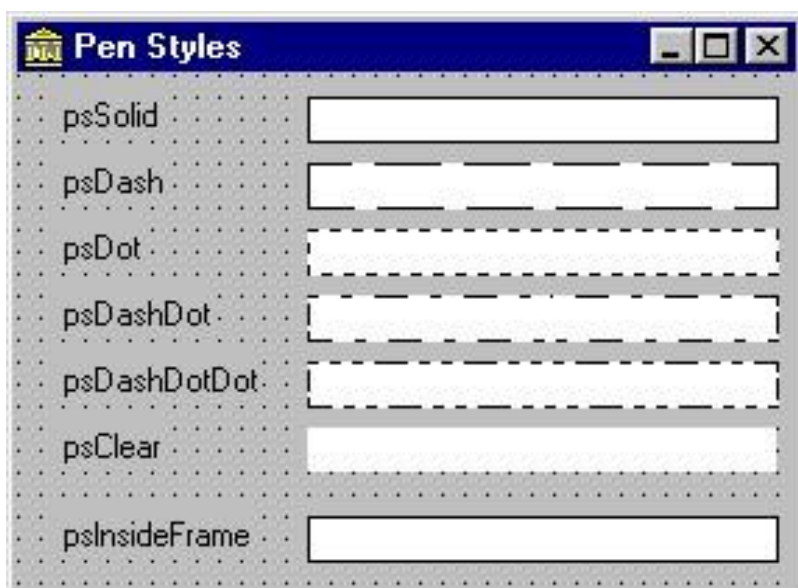 Pen Styles
psSolid
psDash
psDot
psDashDot
psDashDotDot
psClear
psInsideFrame